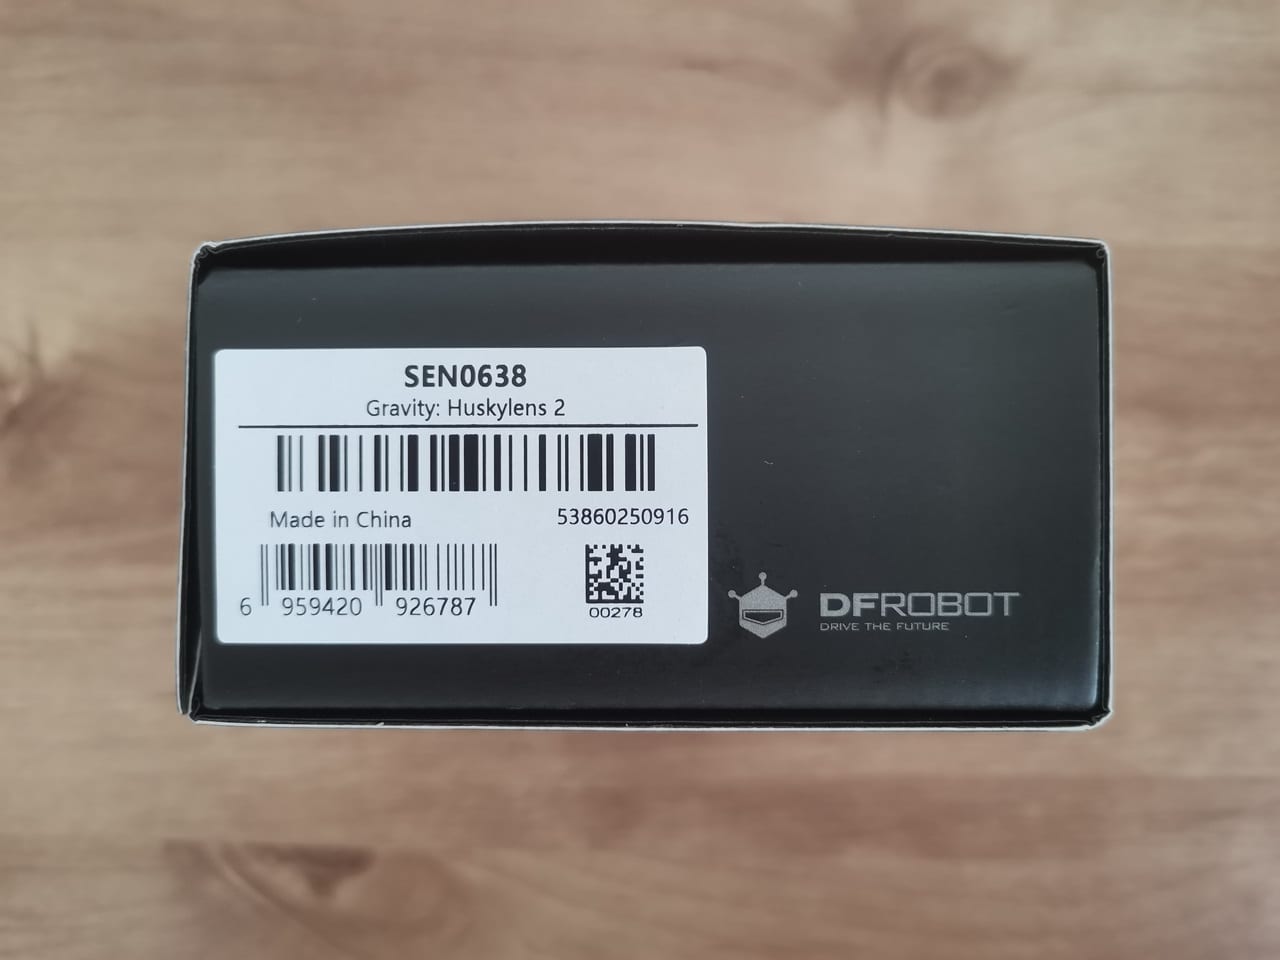 SEN0638
Gravity: Huskylens 2
Made in China
53860250916
6 959420 926787
00278
DFROBOT
DRIVE THE FUTURE